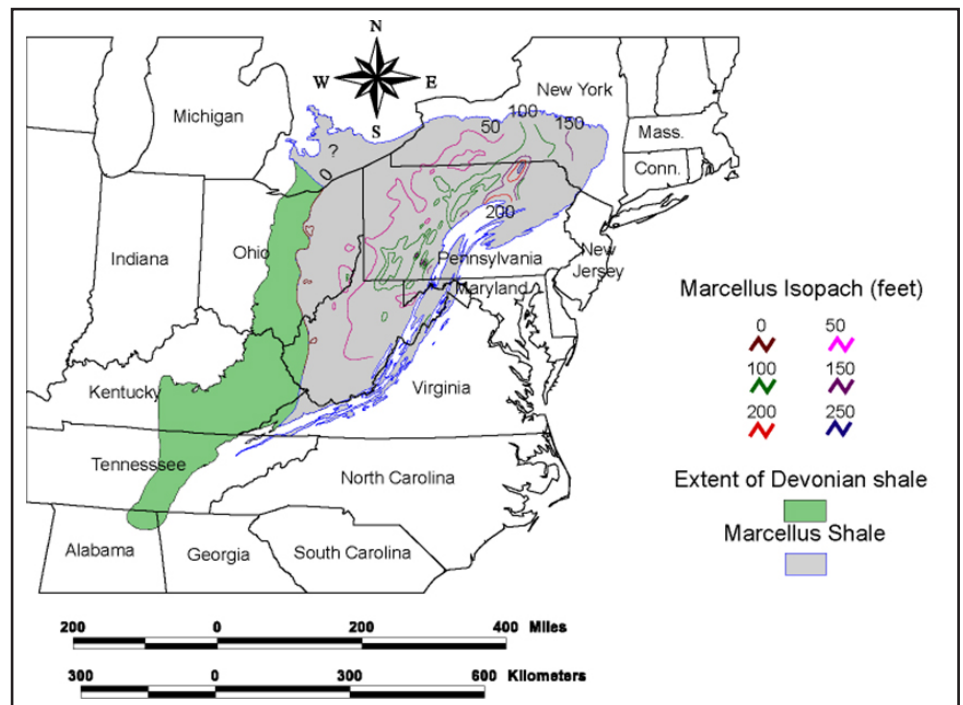 N
W E
S
Michigan
New York
50
100
150
Mass.
Conn.
?
0
200
Ohio
Indiana
Pennsylvania
New
Jersey
Maryland
Kentucky
Virginia
Tennesssee
North Carolina
Alabama
Georgia
South Carolina
Marcellus Isopach (feet)
0 50
100 150
200 250
Extent of Devonian shale
Marcellus Shale
200 0 200 400 Miles
300 0 300 600 Kilometers